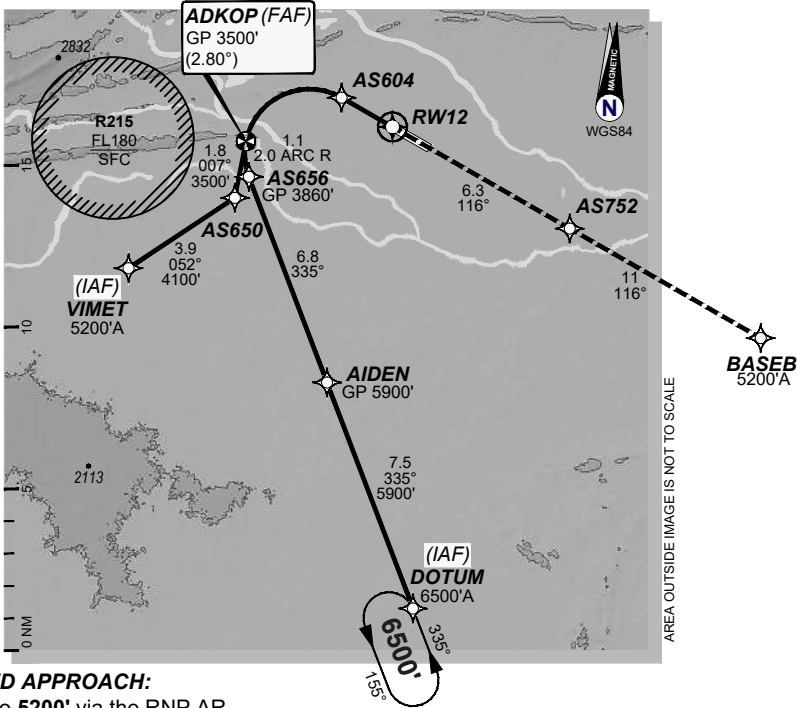 ADKOP (FAF)
GP 3500'
(2.80°)
2832
R215
FL180
SFC
AS604
RW12
MAGNETIC
N
WGS84
1.8
007°
3500'
1.1
2.0 ARC R
AS656
GP 3860'
AS650
15
3.9
052°
4100'
(IAF)
VIMET
5200'A
6.8
335°
6.3
116°
AS752
11
116°
BASEB
5200'A
10
AIDEN
GP 5900'
7.5
335°
5900'
2113
5
(IAF)
DOTUM
6500'A
6500'
335°
155°
0 NM
AREA OUTSIDE IMAGE IS NOT TO SCALE
D APPROACH:
5200' via the RNP AR